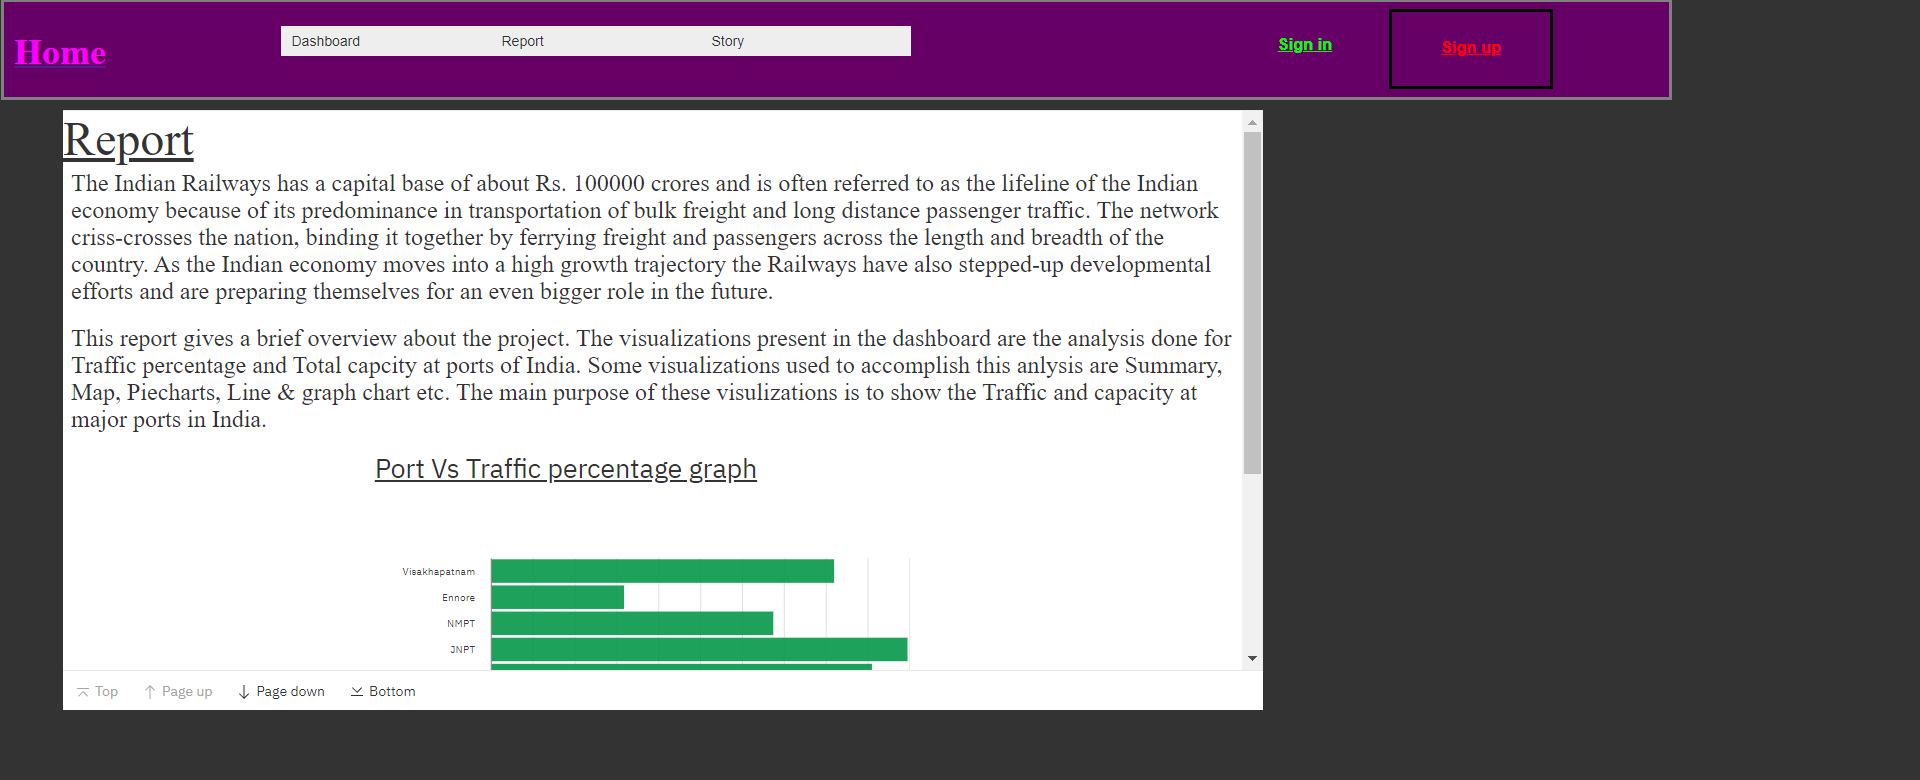 Home
Dashboard
Report
Story
Sign in
Sign up
Report
The Indian Railways has a capital base of about Rs. 100000 crores and is often referred to as the lifeline of the Indian
economy because of its predominance in transportation of bulk freight and long distance passenger traffic. The network
criss-crosses the nation, binding it together by ferrying freight and passengers across the length and breadth of the
country. As the Indian economy moves into a high growth trajectory the Railways have also stepped-up developmental
efforts and are preparing themselves for an even bigger role in the future.
This report gives a brief overview about the project. The visualizations present in the dashboard are the analysis done for
Traffic percentage and Total capcity at ports of India. Some visualizations used to accomplish this anlysis are Summary,
Map, Piecharts, Line & graph chart etc. The main purpose of these visulizations is to show the Traffic and capacity at
major ports in India.
Port Vs Traffic percentage graph
Visakhapatnam
Ennore
NMPT
JNPT
Top
Page up
Page down
Bottom